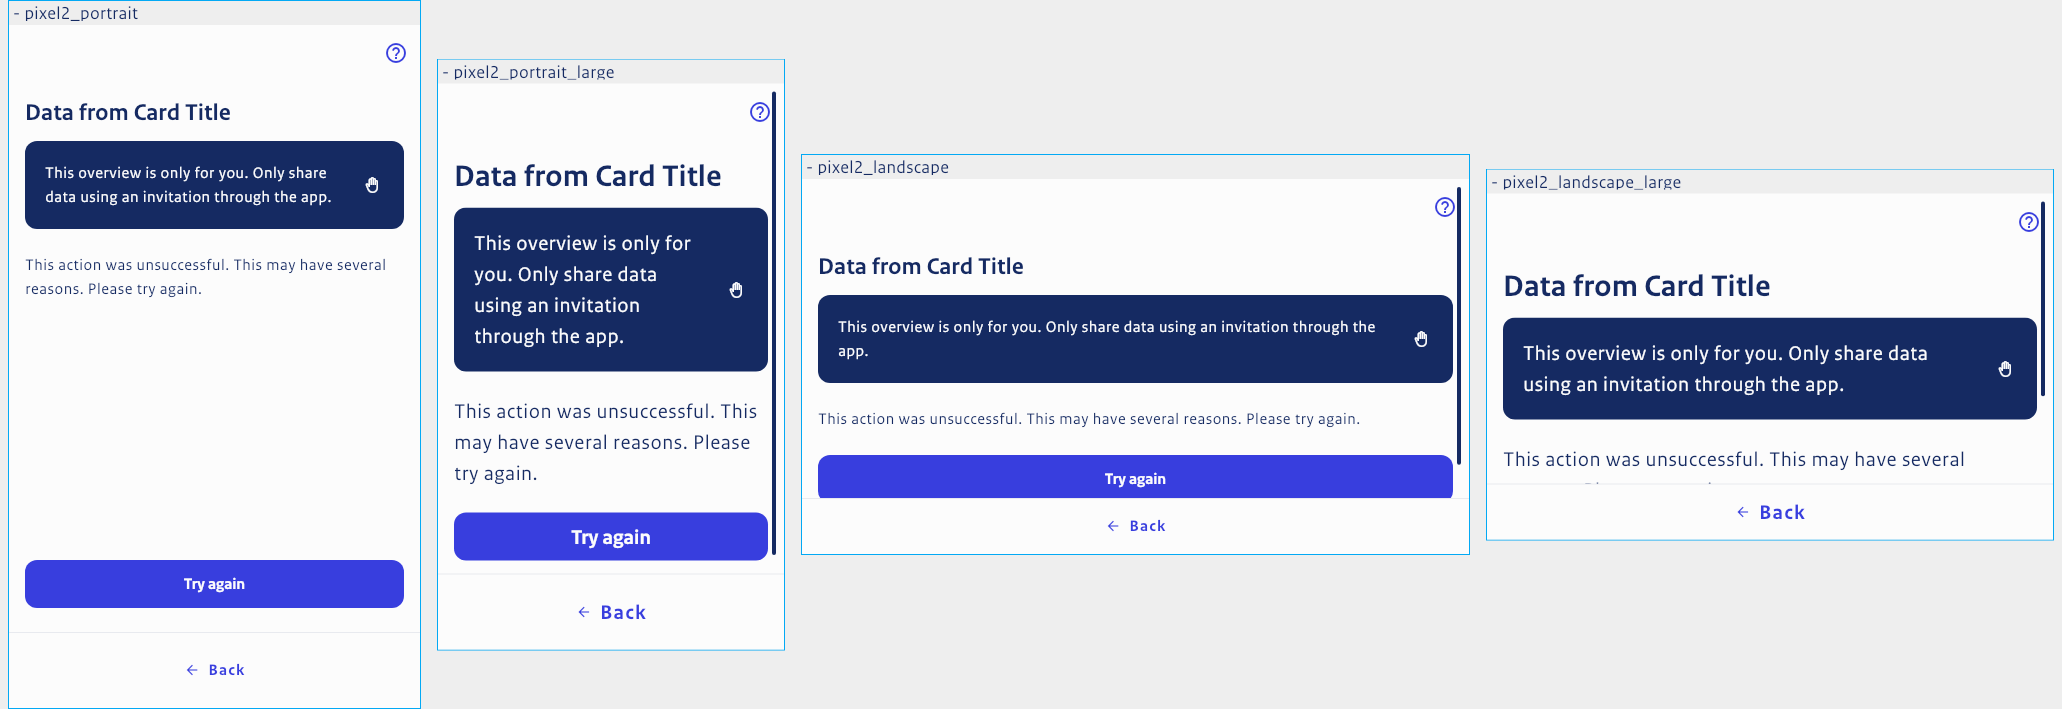 - pixel2_portrait
Data from Card Title
This overview is only for you. Only share
data using an invitation through the app.
This action was unsuccessful. This may have several
reasons. Please try again.
Try again
← Back
- pixel2_portrait_large
Data from Card Title
This overview is only for
you. Only share data
using an invitation
through the app.
This action was unsuccessful. This
may have several reasons. Please
try again.
Try again
← Back
- pixel2_landscape
Data from Card Title
This overview is only for you. Only share data using an invitation through the
app.
This action was unsuccessful. This may have several reasons. Please try again.
Try again
← Back
- pixel2_landscape_large
Data from Card Title
This overview is only for you. Only share data
using an invitation through the app.
This action was unsuccessful. This may have several
← Back